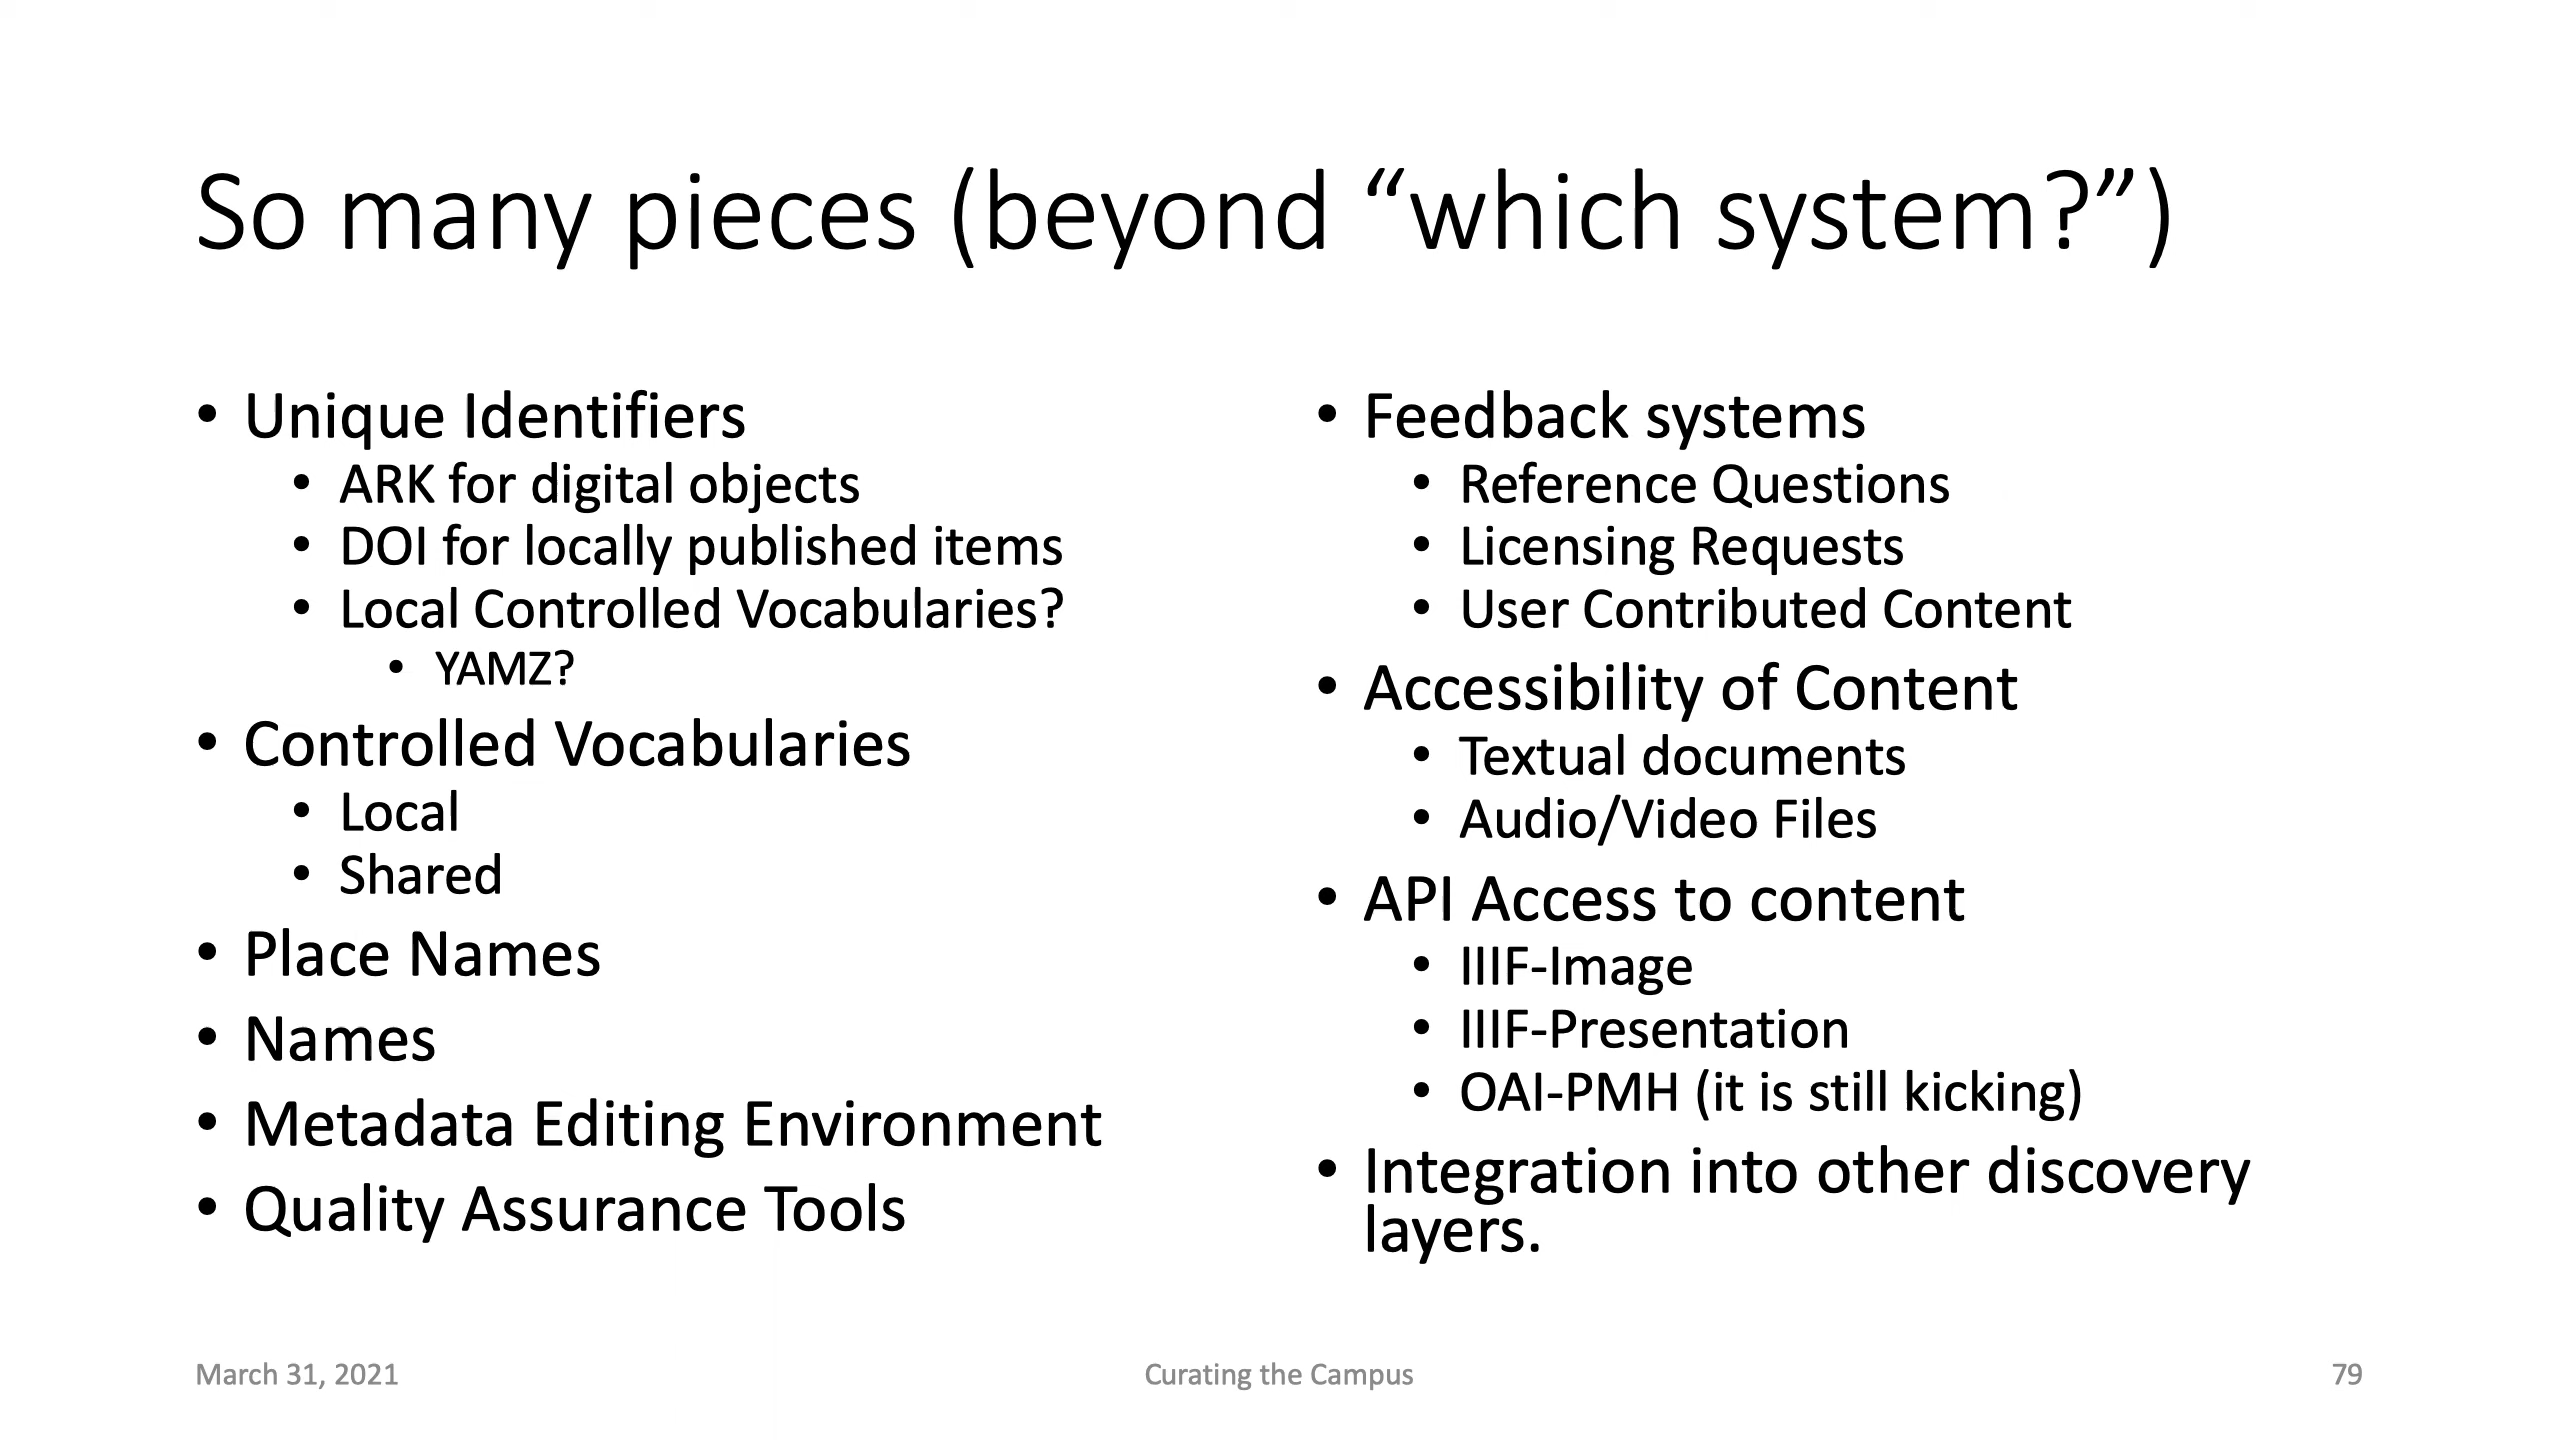 So many pieces (beyond “which system?”)
• Unique Identifiers
• ARK for digital objects
• DOI for locally published items
• Local Controlled Vocabularies?
• YAMZ?
• Controlled Vocabularies
• Local
• Shared
• Place Names
• Names
• Metadata Editing Environment
• Quality Assurance Tools
• Feedback systems
• Reference Questions
• Licensing Requests
• User Contributed Content
• Accessibility of Content
• Textual documents
• Audio/Video Files
• API Access to content
• IIIF-Image
• IIIF-Presentation
• OAI-PMH (it is still kicking)
• Integration into other discovery
layers.
March 31, 2021
Curating the Campus
79